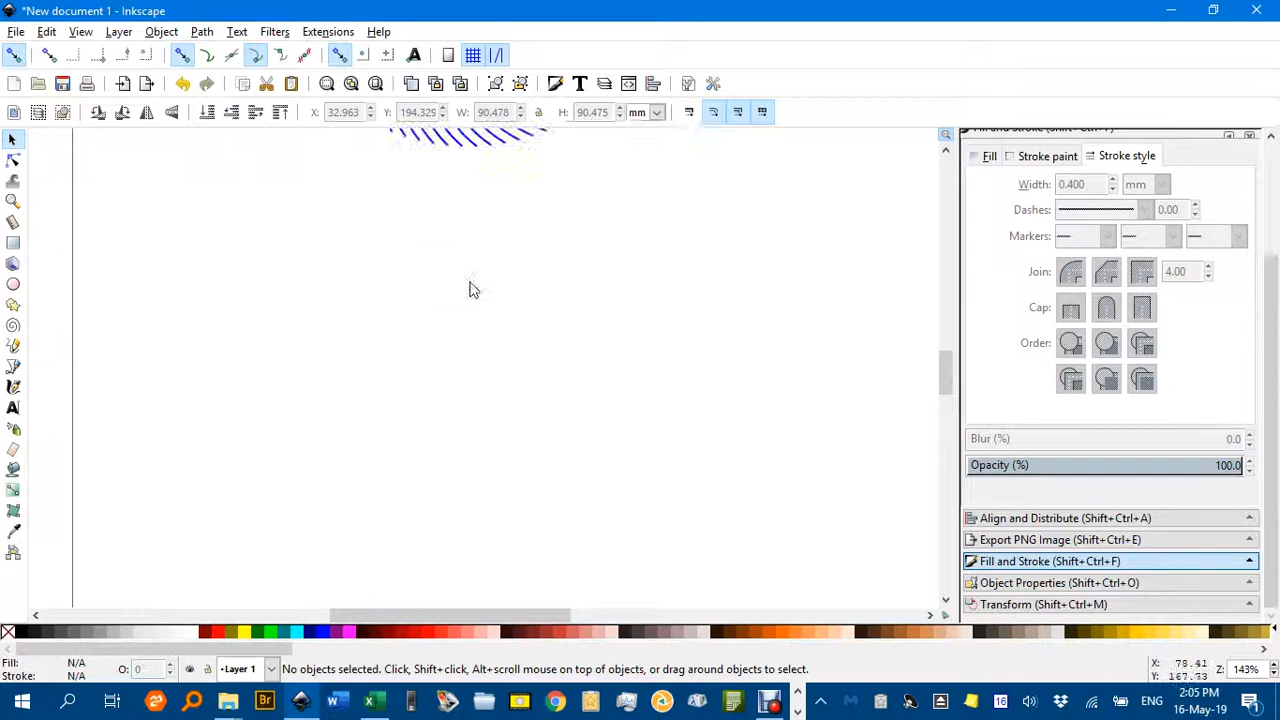 *New document 1 - Inkscape
File Edit View Layer Object Path Text Filters Extensions Help
X: 32.963 Y: 194.329 W: 90.478 H: 90.475 mm
Fill Stroke paint Stroke style
Width: 0.400 mm
Dashes: 0.00
Markers:
Join: 4.00
Cap:
Order:
Blur (%) 0.0
Opacity (%) 100.0
Align and Distribute (Shift+Ctrl+A)
Export PNG Image (Shift+Ctrl+E)
Fill and Stroke (Shift+Ctrl+F)
Object Properties (Shift+Ctrl+O)
Transform (Shift+Ctrl+M)
Fill: N/A O: 0 Layer 1 No objects selected. Click, Shift+click, Alt+scroll mouse on top of objects, or drag around objects to select. X: 78.41 Z: 143%
Stroke: N/A Y: 167.73
Br 16 ENG 2:05 PM
16-May-19